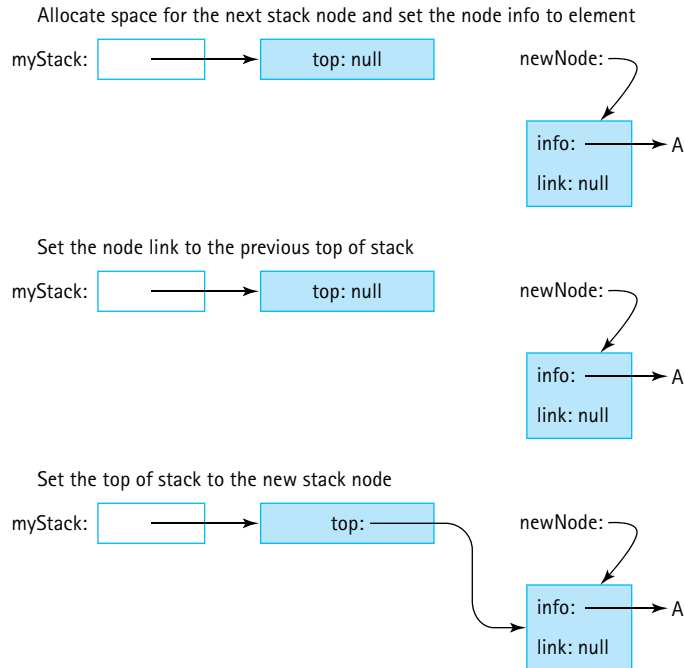 Allocate space for the next stack node and set the node info to element
myStack: top: null newNode:
info: A
link: null
Set the node link to the previous top of stack
myStack: top: null newNode:
info: A
link: null
Set the top of stack to the new stack node
myStack: top: newNode:
info: A
link: null